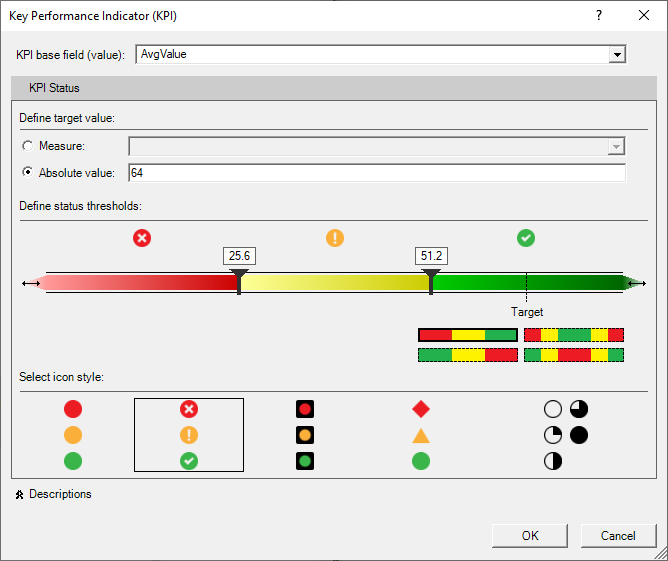 Key Performance Indicator (KPI)
KPI base field (value): AvgValue
KPI Status
Define target value:
Measure:
Absolute value: 64
Define status thresholds:
25.6 51.2
Target
Select icon style:
Descriptions
OK Cancel